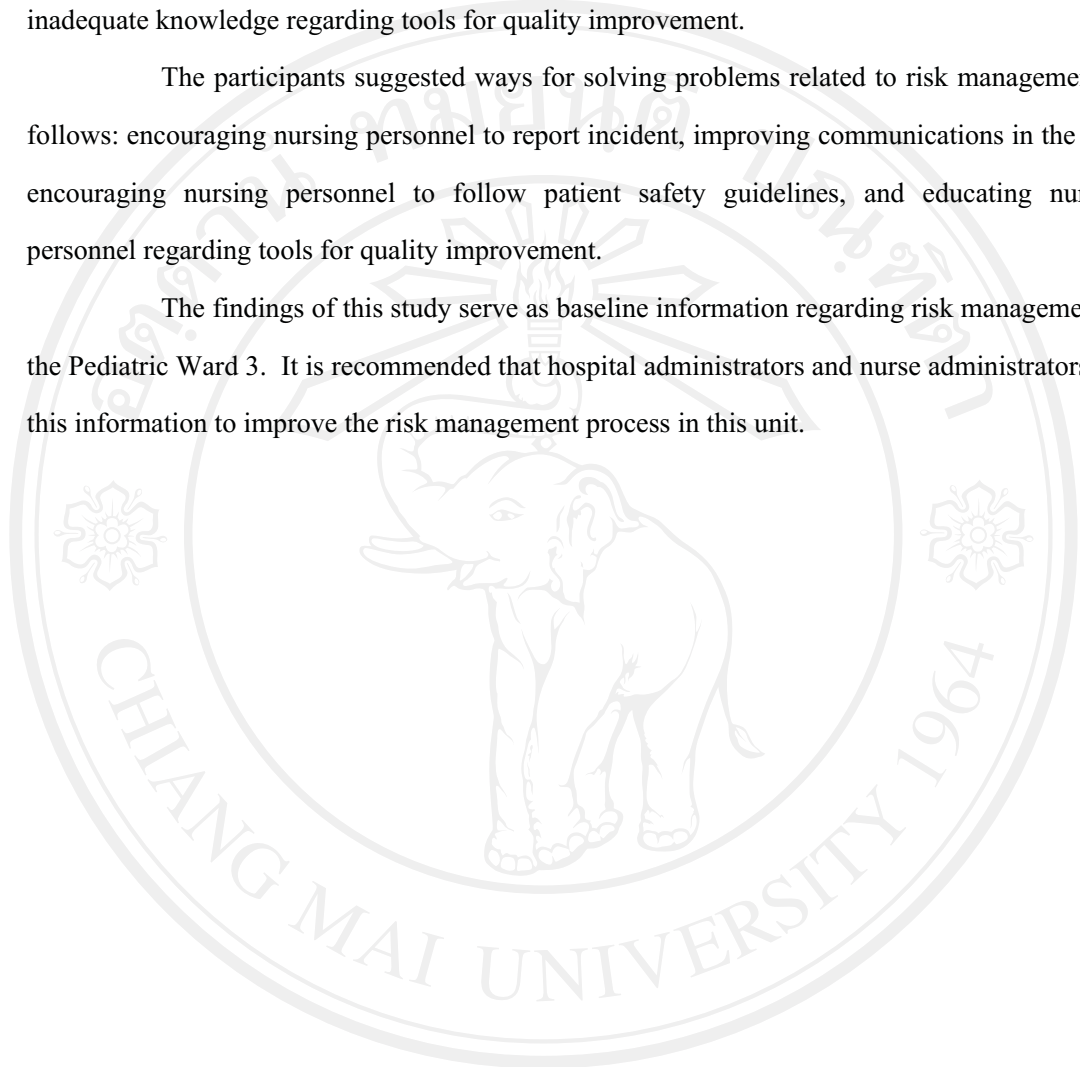 inadequate knowledge regarding tools for quality improvement.
The participants suggested ways for solving problems related to risk
follows: encouraging nursing personnel to report incident, improving communications in the
encouraging nursing personnel to follow patient safety guidelines, and educating
personnel regarding tools for quality improvement.
The findings of this study serve as baseline information regarding risk
the Pediatric Ward 3. It is recommended that hospital administrators and nurse administrators
this information to improve the risk management process in this unit.
CHIANG MAI UNIVERSITY 1964